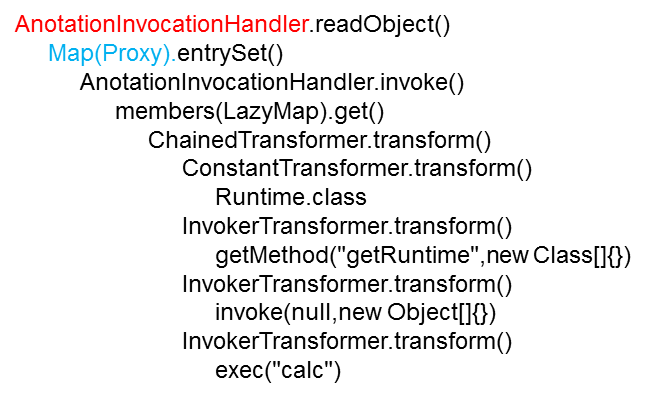 AnotationInvocationHandler.readObject()
Map(Proxy).entrySet()
AnotationInvocationHandler.invoke()
members(LazyMap).get()
ChainedTransformer.transform()
ConstantTransformer.transform()
Runtime.class
InvokerTransformer.transform()
getMethod("getRuntime",new Class[]{})
InvokerTransformer.transform()
invoke(null,new Object[]{})
InvokerTransformer.transform()
exec("calc")